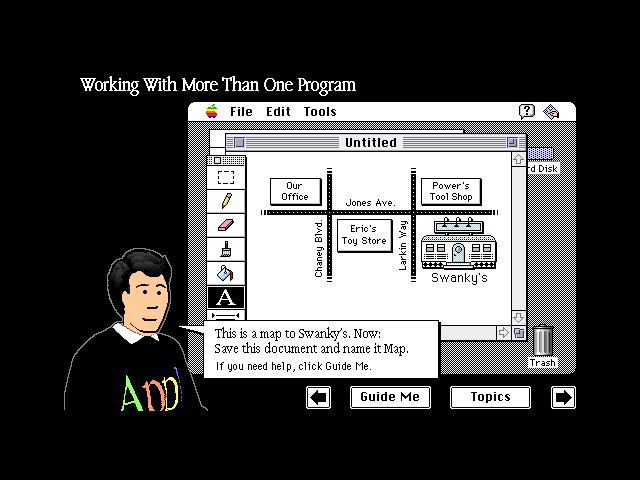 Working With More Than One Program
File Edit Tools
Untitled
rd Disk
Our
Office
Power's
Tool Shop
Jones Ave.
Chaney Blvd.
Eric's
Toy Store
Larkin Way
Swanky's
A
This is a map to Swanky's. Now:
Save this document and name it Map.
If you need help, click Guide Me.
Trash
Appl
Guide Me
Topics